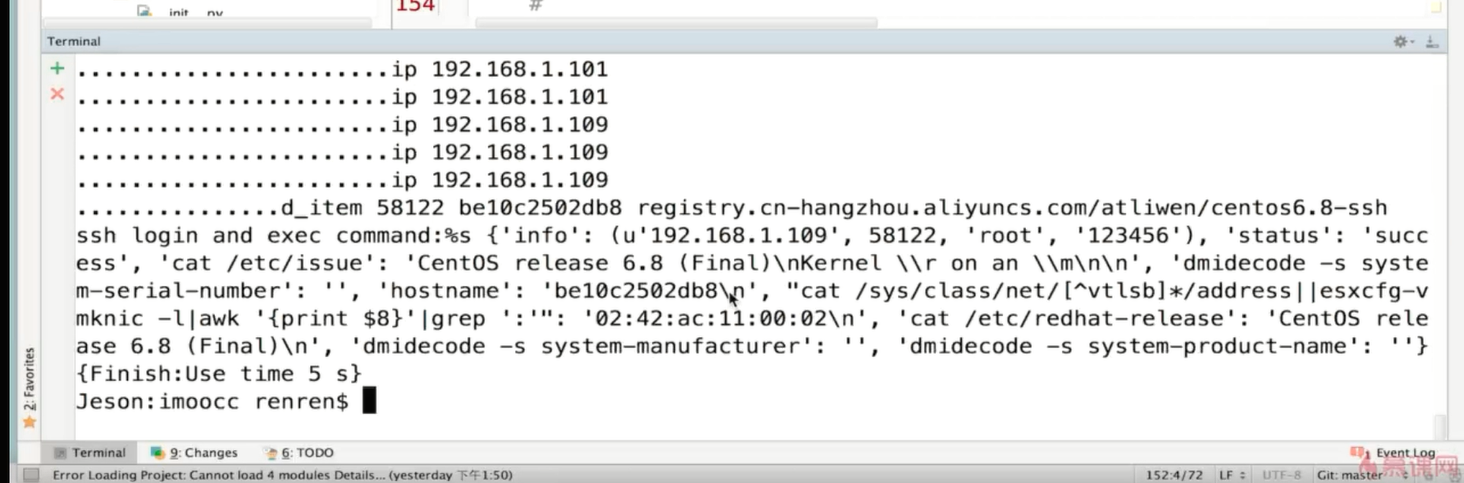 154 #
Terminal
.......................ip 192.168.1.101
.......................ip 192.168.1.101
.......................ip 192.168.1.109
.......................ip 192.168.1.109
.......................ip 192.168.1.109
...............d_item 58122 be10c2502db8 registry.cn-hangzhou.aliyuncs.com/atliwen/centos6.8-ssh
ssh login and exec command:%s {'info': (u'192.168.1.109', 58122, 'root', '123456'), 'status': 'succ
ess', 'cat /etc/issue': 'CentOS release 6.8 (Final)\nKernel \\r on an \\m\n\n', 'dmidecode -s syste
m-serial-number': '', 'hostname': 'be10c2502db8\n', "cat /sys/class/net/[^vtlsb]*/address||esxcfg-v
mknic -l|awk '{print $8}'|grep ':'": '02:42:ac:11:00:02\n', 'cat /etc/redhat-release': 'CentOS rele
ase 6.8 (Final)\n', 'dmidecode -s system-manufacturer': '', 'dmidecode -s system-product-name': ''}
{Finish:Use time 5 s}
Jeson:imoocc renren$
2: Favorites
Terminal 9: Changes 6: TODO 1 Event Log
Error Loading Project: Cannot load 4 modules Details... (yesterday 下午1:50) 152:4/72 LF UTF-8 Git: master
慕课网